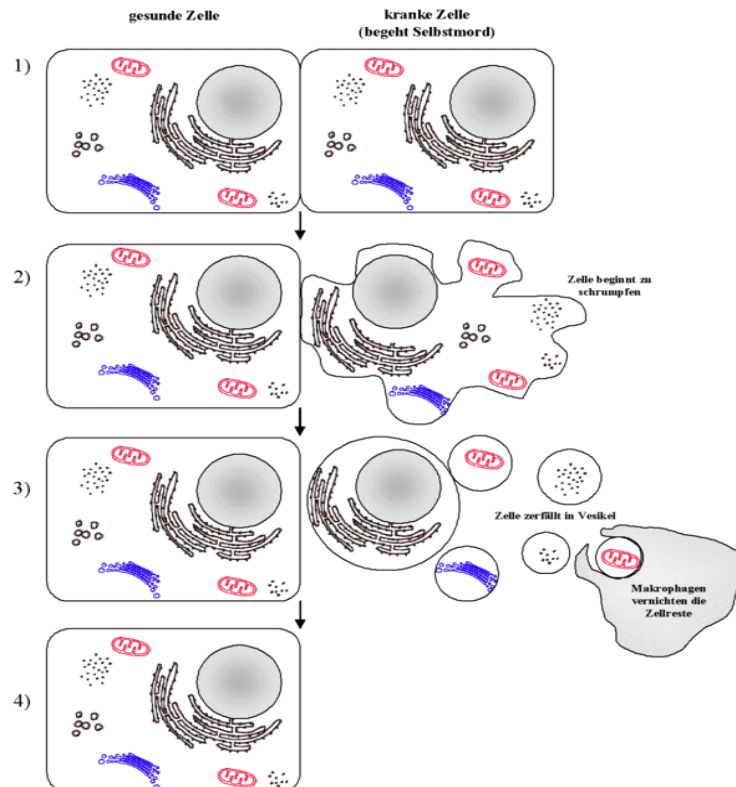 gesunde Zelle
kranke Zelle
(begeht Selbstmord)
1)
2)
Zelle beginnt zu
schrumpfen
3)
Zelle zerfällt in Vesikel
Makrophagen
vernichten die
Zellreste
4)